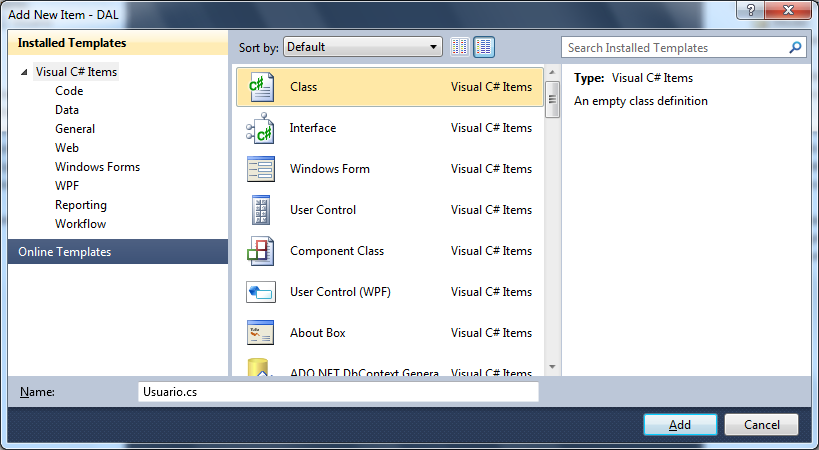 Add New Item - DAL
Installed Templates
Visual C# Items
Code
Data
General
Web
Windows Forms
WPF
Reporting
Workflow
Online Templates
Sort by: Default
Class Visual C# Items
Interface Visual C# Items
Windows Form Visual C# Items
User Control Visual C# Items
Component Class Visual C# Items
User Control (WPF) Visual C# Items
About Box Visual C# Items
ADO.NET DbContext Genera... Visual C# Items
Search Installed Templates
Type: Visual C# Items
An empty class definition
Name: Usuario.cs
Add Cancel